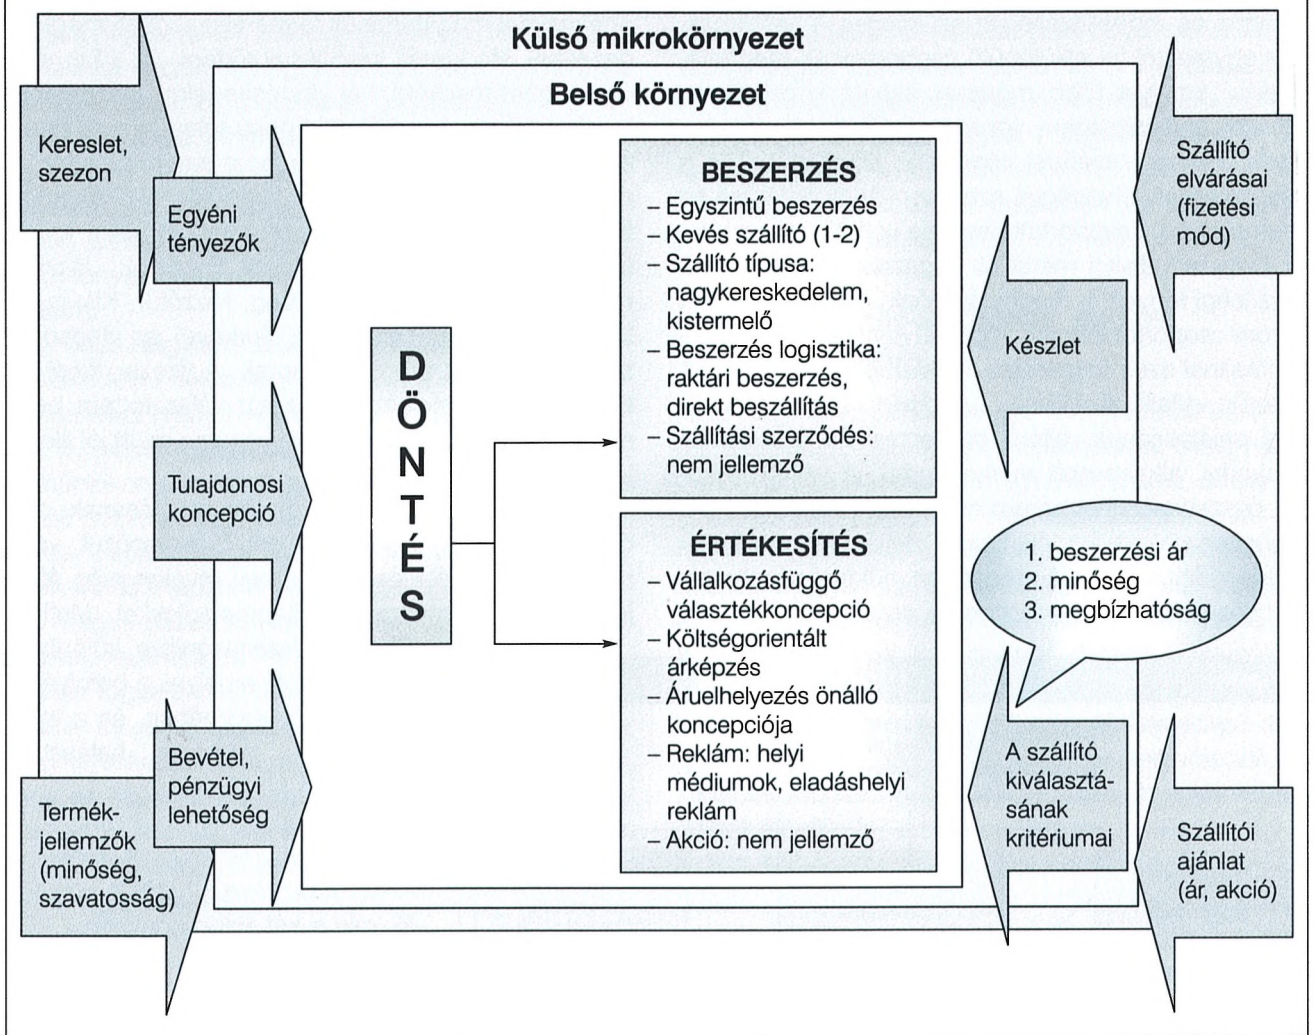 Külső mikrokörnyezet
Belső környezet
Kereslet,
szezon
Egyéni
tényezők
Tulajdonosi
koncepció
Bevétel,
pénzügyi
lehetőség
Termék-
jellemzők
(minőség,
szavatosság)
D
Ö
N
T
É
S
BESZERZÉS
– Egyszintű beszerzés
– Kevés szállító (1-2)
– Szállító típusa:
nagykereskedelem,
kistermelő
– Beszerzés logisztika:
raktári beszerzés,
direkt beszállítás
– Szállítási szerződés:
nem jellemző
ÉRTÉKESÍTÉS
– Vállalkozásfüggő
választékkoncepció
– Költségorientált
árképzés
– Áruelhelyezés önálló
koncepciója
– Reklám: helyi
médiumok, eladáshelyi
reklám
– Akció: nem jellemző
Szállító
elvárásai
(fizetési
mód)
Készlet
1. beszerzési ár
2. minőség
3. megbízhatóság
A szállító
kiválasztá-
sának
kritériumai
Szállítói
ajánlat
(ár, akció)